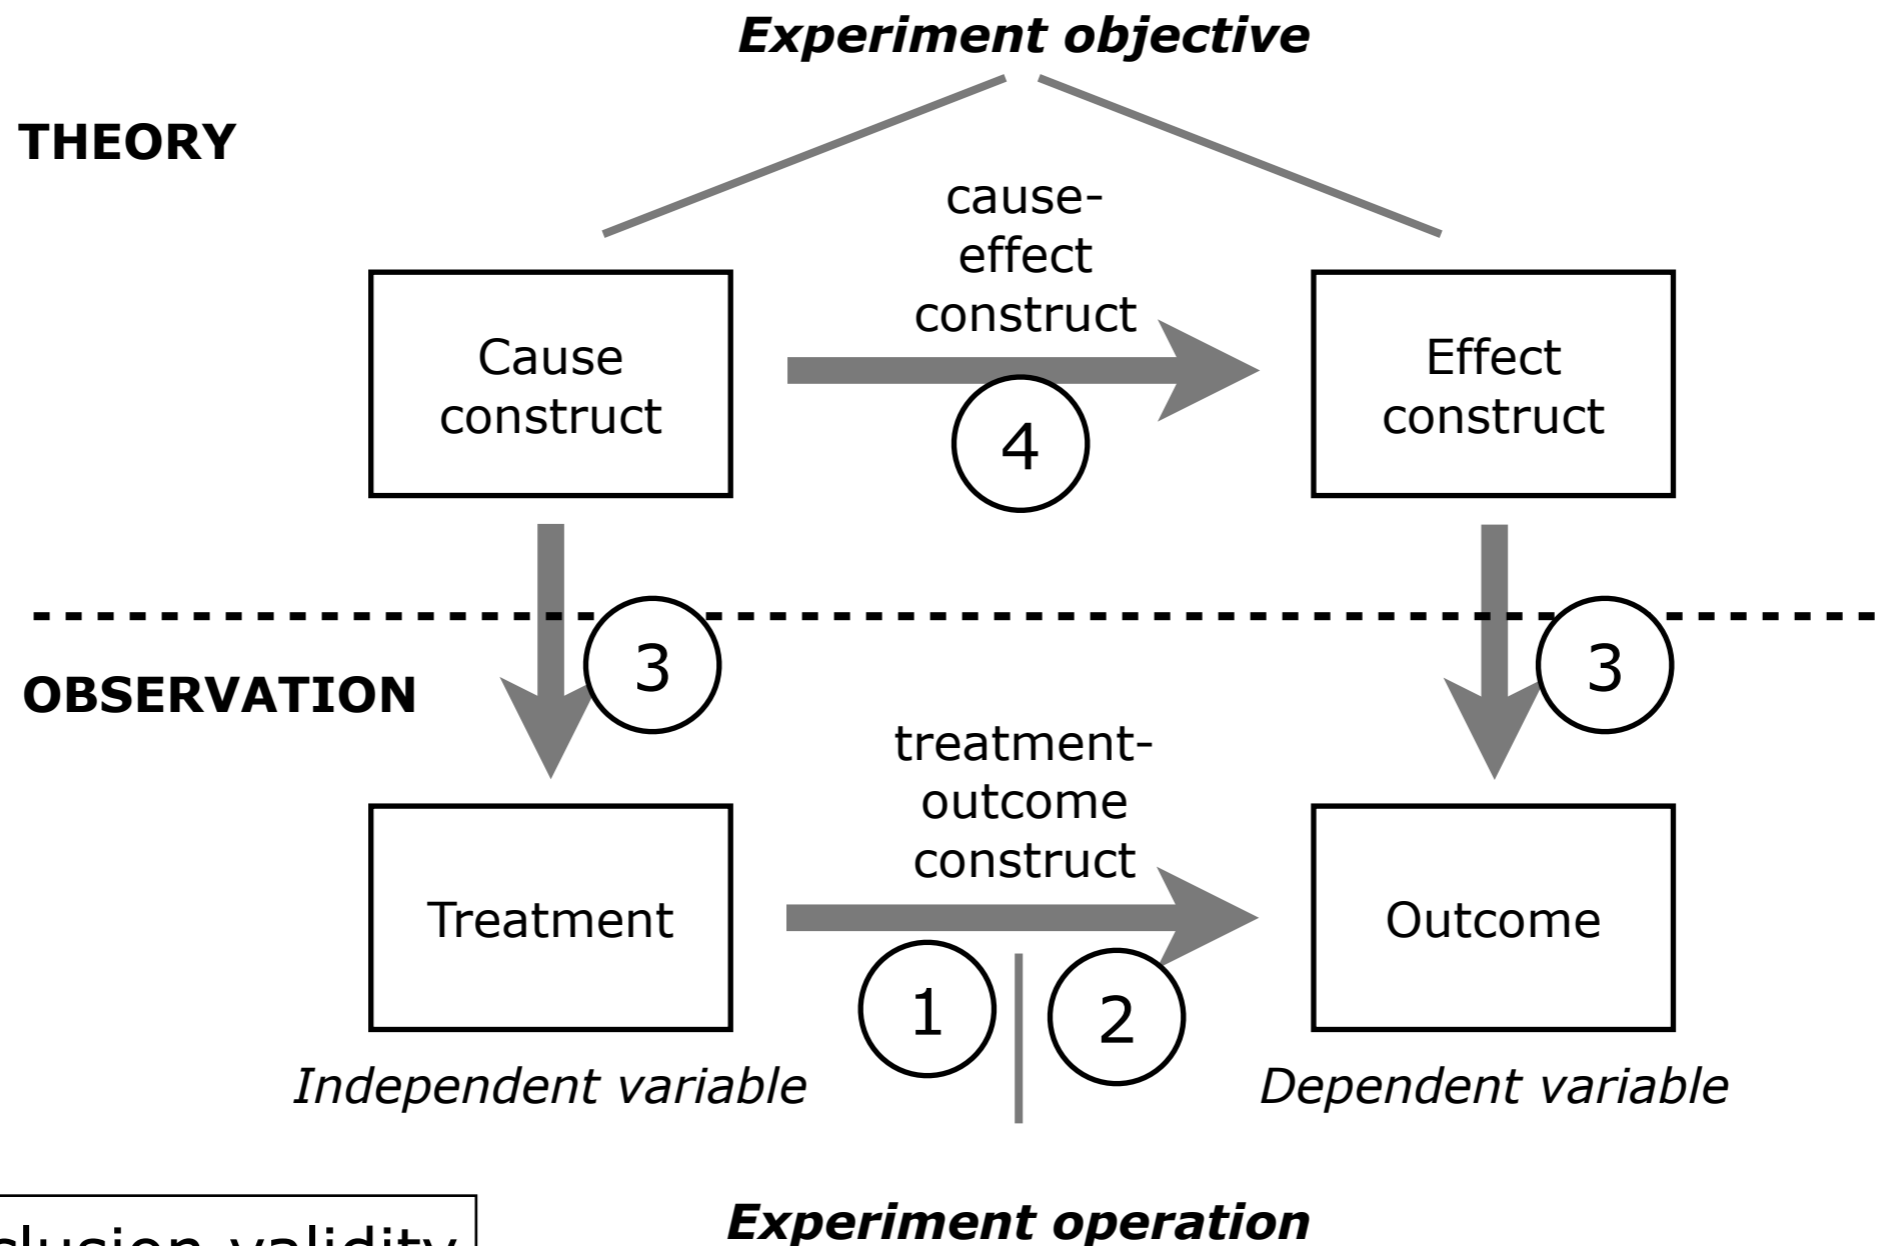 Experiment objective
THEORY
cause-
effect
construct
Cause
construct
Effect
construct
4
3
3
OBSERVATION
treatment-
outcome
construct
Treatment
Outcome
1
2
Independent variable
Dependent variable
Experiment operation
validity